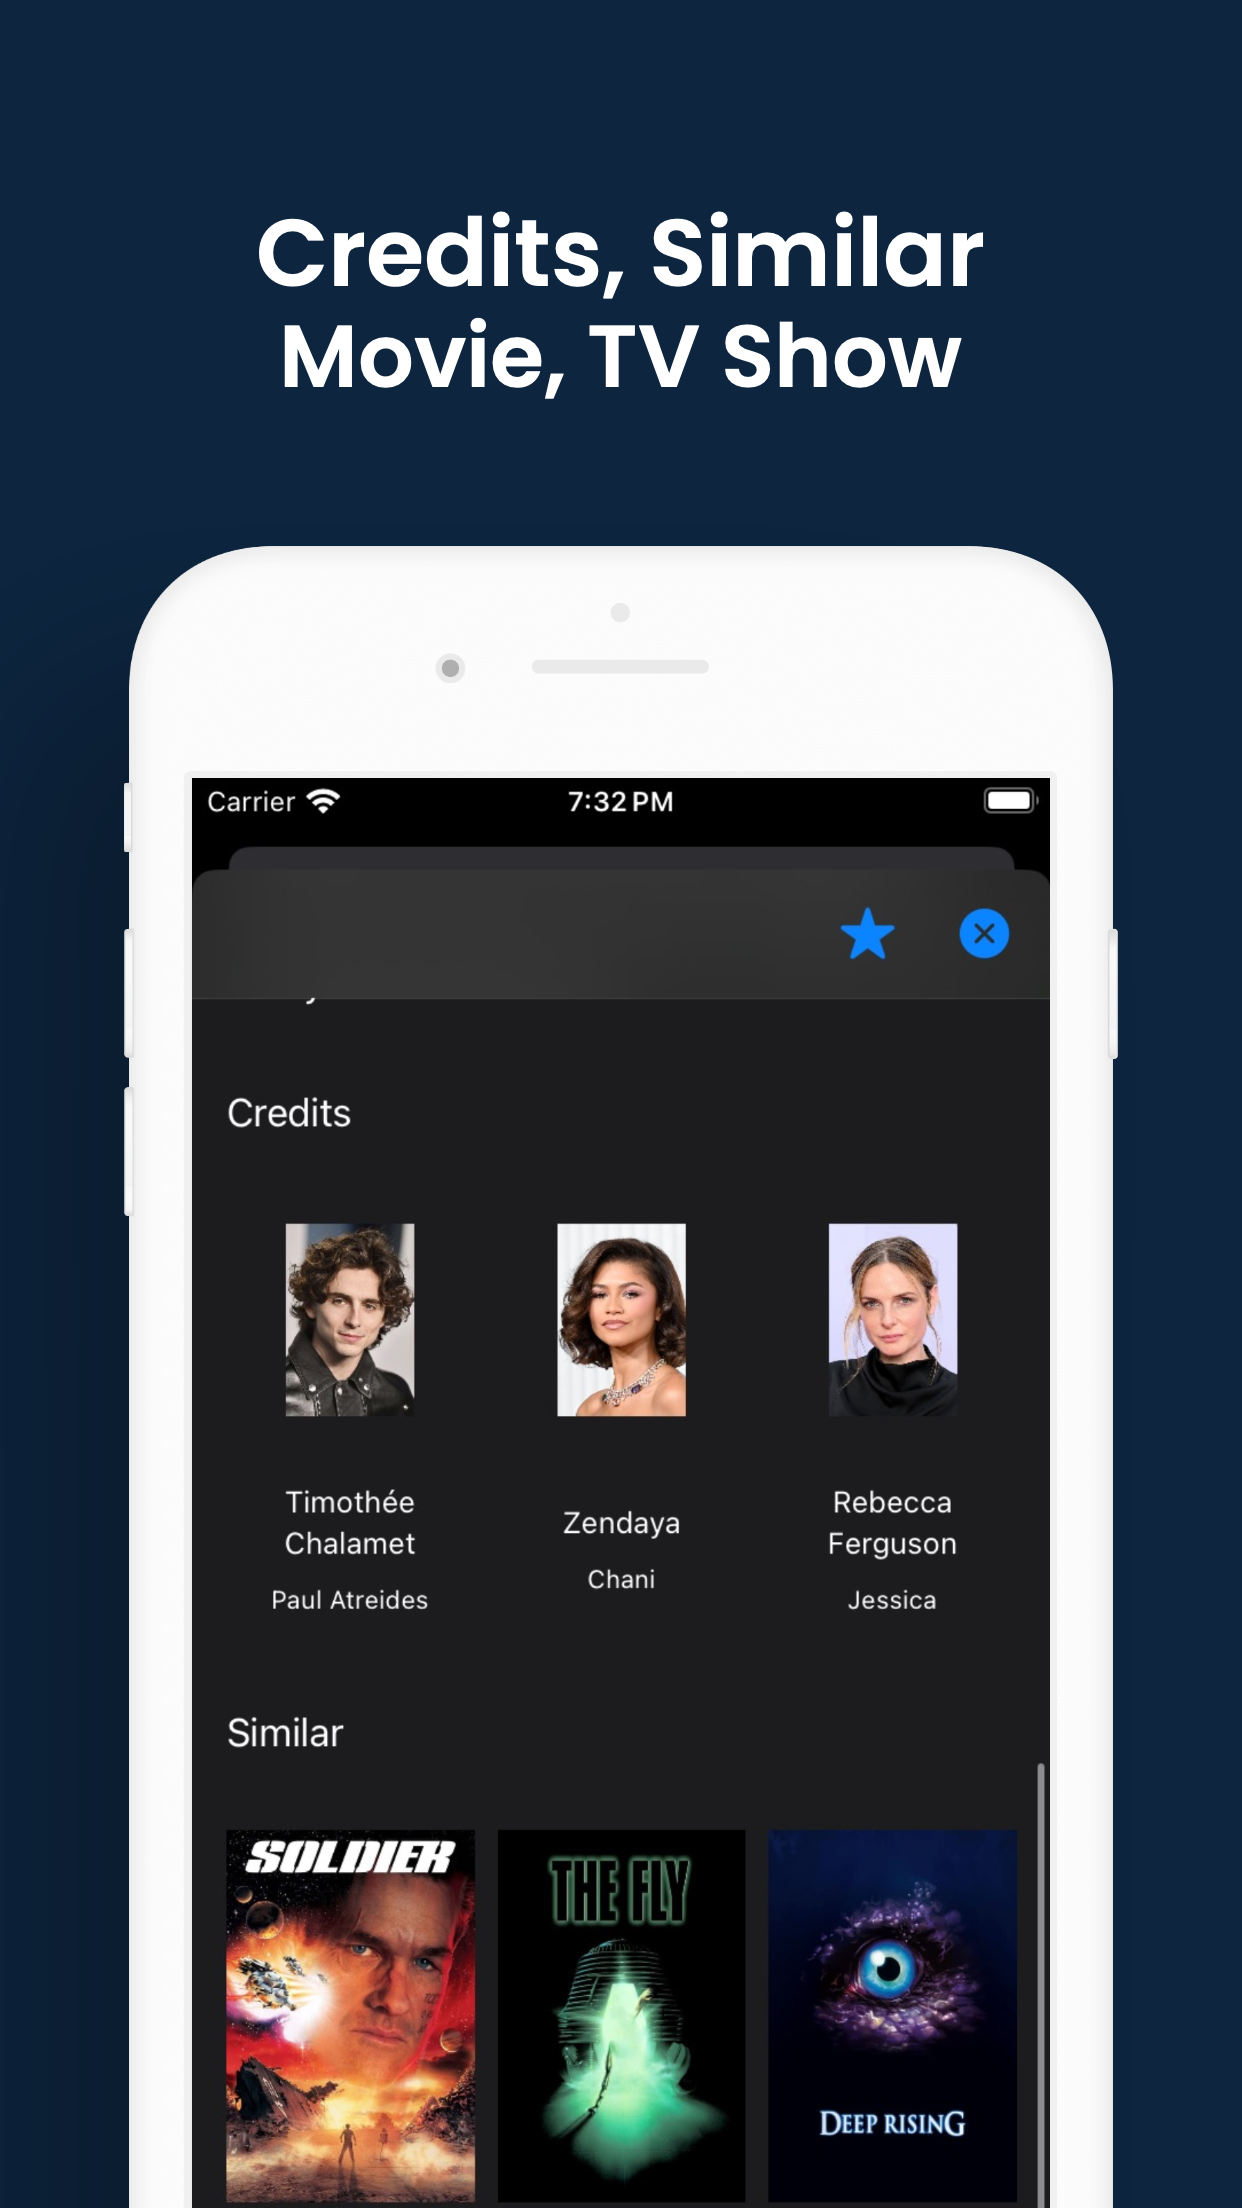 Credits, Similar
Movie, TV Show
Carrier
7:32 PM
Credits
Timothée
Chalamet
Paul Atreides
Zendaya
Chani
Rebecca
Ferguson
Jessica
Similar
SOLDIER
THE FLY
DEEP RISING